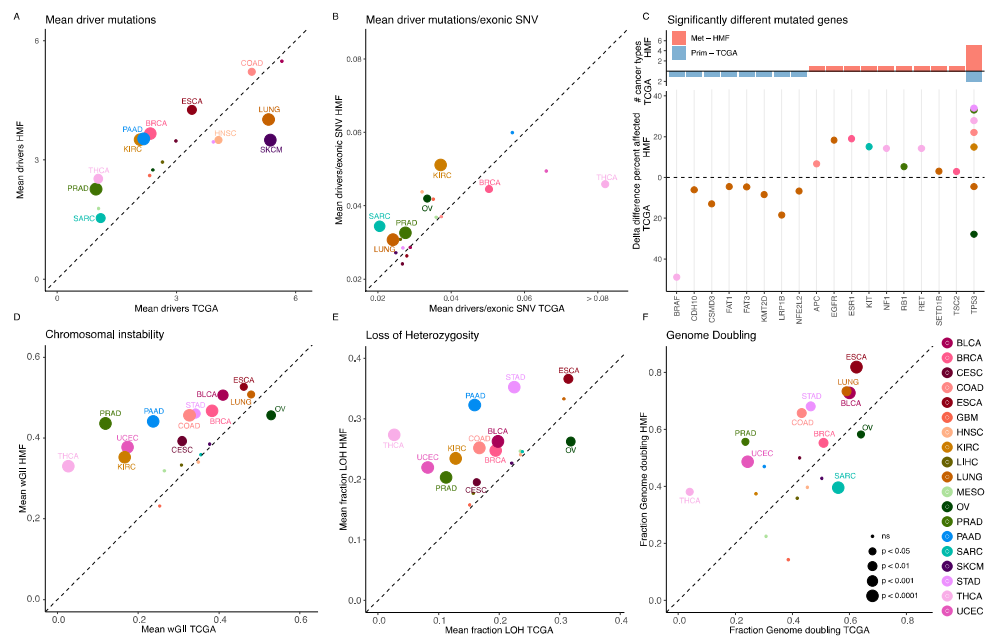 A Mean driver mutations
Mean drivers HMF
6
3
0
0 3 6
Mean drivers TCGA
COAD
ESCA
LUNG
BRCA
PAAD
KIRC
HNSC
SKCM
THCA
PRAD
SARC
B Mean driver mutations/exonic SNV
Mean drivers/exonic SNV HMF
0.08
0.06
0.04
0.02
0.02 0.04 0.06 > 0.08
Mean drivers/exonic SNV TCGA
KIRC
BRCA
THCA
OV
SARC
PRAD
LUNG
C Significantly different mutated genes
Met – HMF
Prim – TCGA
# cancer types
TCGA HMF
6
4
2
2
Delta difference percent affected
TCGA HMF
40
20
0
20
40
BRAF
CDH10
CSMD3
FAT1
FAT3
KMT2D
LRP1B
NFE2L2
APC
EGFR
ESR1
KIT
NF1
RB1
RET
SETD1B
TSC2
TP53
D Chromosomal instability
Mean wGII HMF
0.6
0.4
0.2
0.0
0.0 0.2 0.4 0.6
Mean wGII TCGA
ESCA
BLCA
LUNG
STAD
PRAD
PAAD
COAD
BRCA
OV
UCEC
CESC
KIRC
THCA
E Loss of Heterozygosity
Mean fraction LOH HMF
0.4
0.3
0.2
0.1
0.0
0.0 0.1 0.2 0.3 0.4
Mean fraction LOH TCGA
ESCA
STAD
PAAD
THCA
BLCA
COAD
OV
KIRC
BRCA
UCEC
PRAD
CESC
F Genome Doubling
Fraction Genome doubling HMF
0.8
0.6
0.4
0.2
0.0
0.0 0.2 0.4 0.6 0.8
Fraction Genome doubling TCGA
ESCA
LUNG
BLCA
STAD
COAD
PRAD
BRCA
OV
UCEC
SARC
THCA
ns
p < 0.05
p < 0.01
p < 0.001
p < 0.0001
BLCA
BRCA
CESC
COAD
ESCA
GBM
HNSC
KIRC
LIHC
LUNG
MESO
OV
PRAD
PAAD
SARC
SKCM
STAD
THCA
UCEC